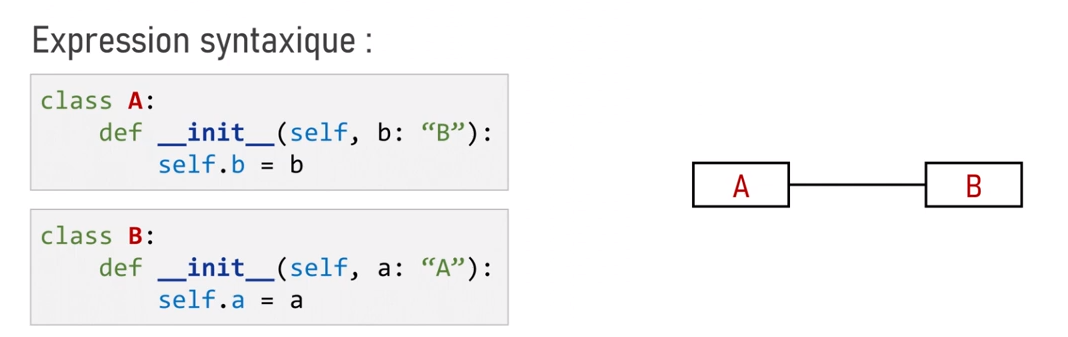 Expression syntaxique :
class A:
    def __init__(self, b: “B”):
        self.b = b
class B:
    def __init__(self, a: “A”):
        self.a = a
A
B